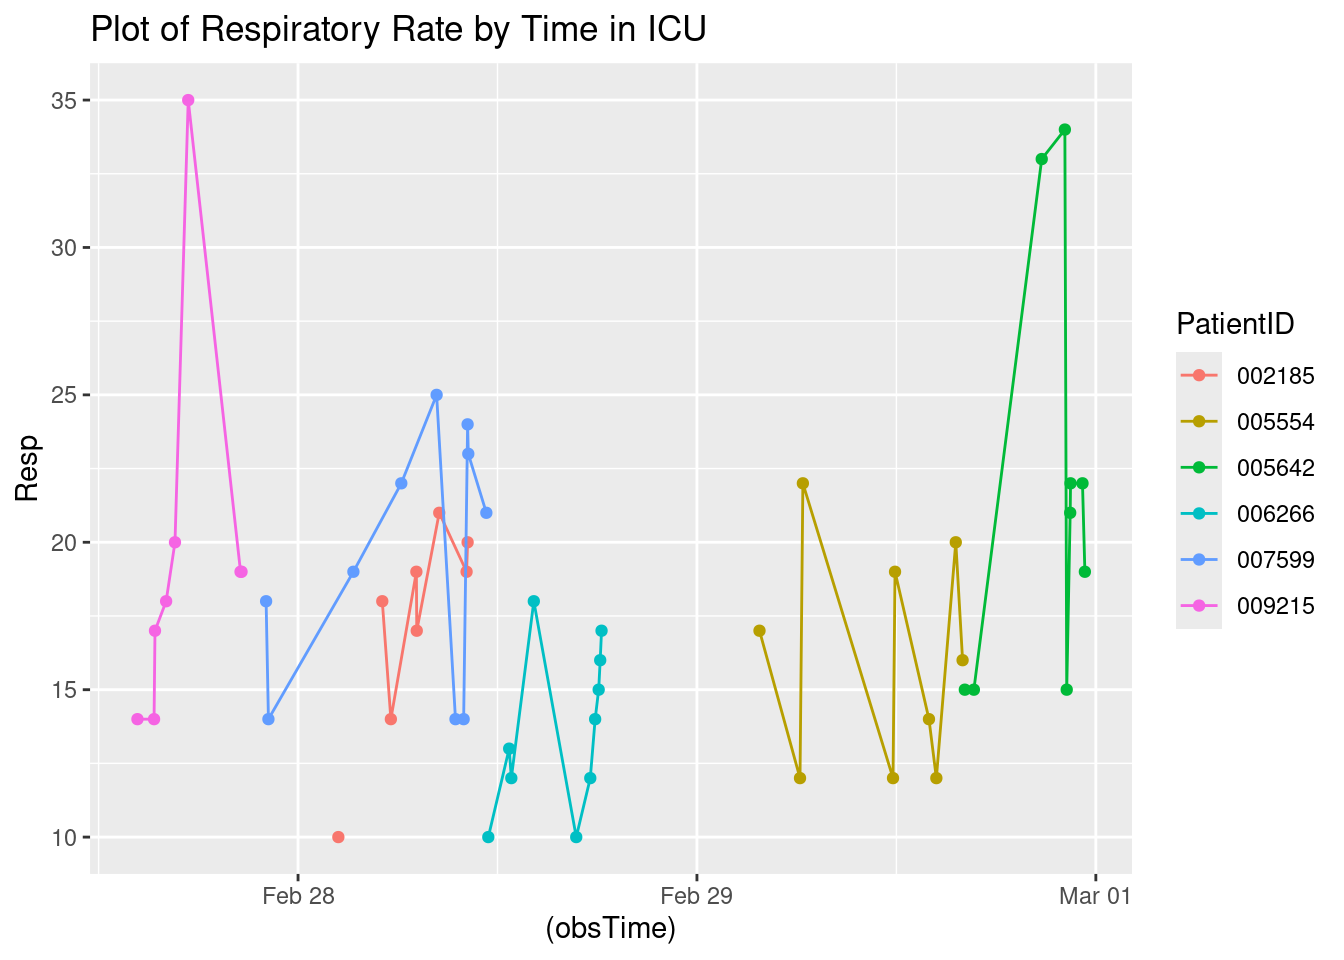 Plot of Respiratory Rate by Time in ICU
35
30
25
20
15
10
Resp
Feb 28
Feb 29
Mar 01
(obsTime)
PatientID
002185
005554
005642
006266
007599
009215